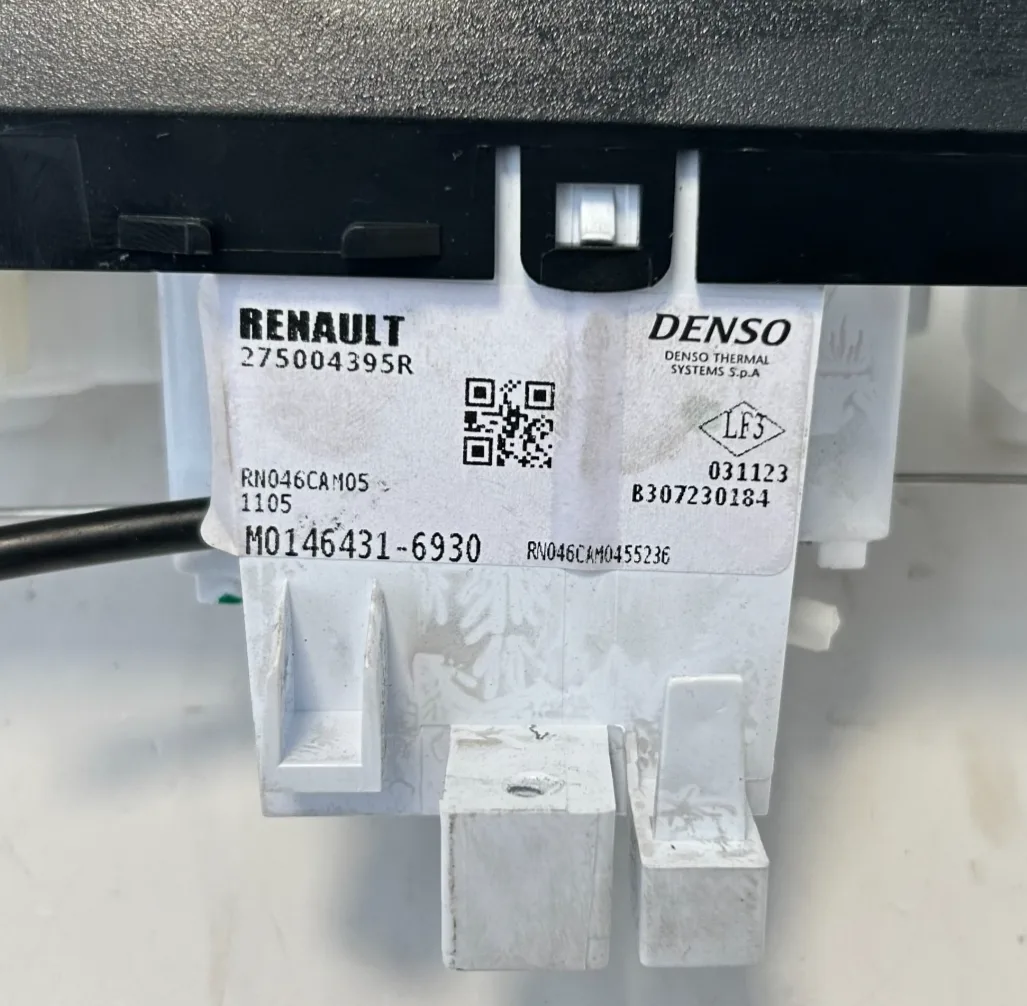 RENAULT
275004395R
DENSO
DENSO THERMAL
SYSTEMS S.p.A
LF3
031123
B307230184
RN046CAM05
1105
M0146431-6930
RN046CAM0455236